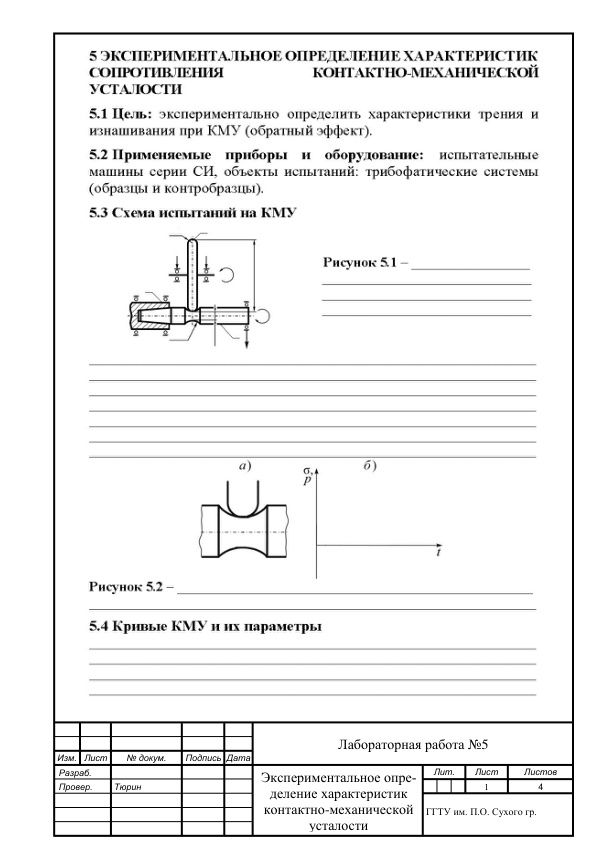 5 ЭКСПЕРИМЕНТАЛЬНОЕ ОПРЕДЕЛЕНИЕ ХАРАКТЕРИСТИК
СОПРОТИВЛЕНИЯ КОНТАКТНО-МЕХАНИЧЕСКОЙ
УСТАЛОСТИ
5.1 Цель: экспериментально определить характеристики трения и
изнашивания при КМУ (обратный эффект).
5.2 Применяемые приборы и оборудование: испытательные
машины серии СИ, объекты испытаний: трибофатические системы
(образцы и контробразцы).
5.3 Схема испытаний на КМУ
Рисунок 5.1 –
а) б)
σ,
p
t
Рисунок 5.2 –
5.4 Кривые КМУ и их параметры
Лабораторная работа №5
Изм. Лист № докум. Подпись Дата
Разраб.
Провер. Тюрин
Экспериментальное опре-
деление характеристик
контактно-механической
усталости
Лит. Лист Листов
1 4
ГГТУ им. П.О. Сухого гр.